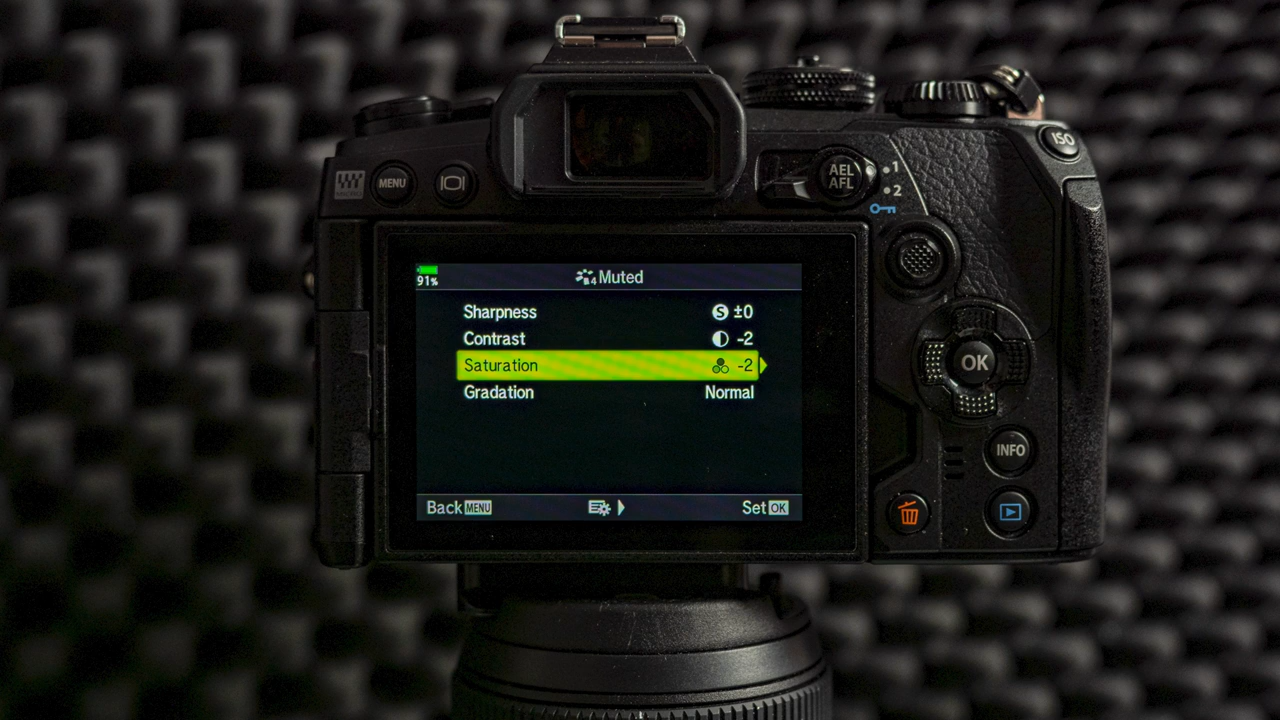 ISO
MENU
AEL
AFL
1
2
91%
4 Muted
Sharpness S ±0
Contrast -2
Saturation -2
Gradation Normal
OK
INFO
Back MENU
Set OK